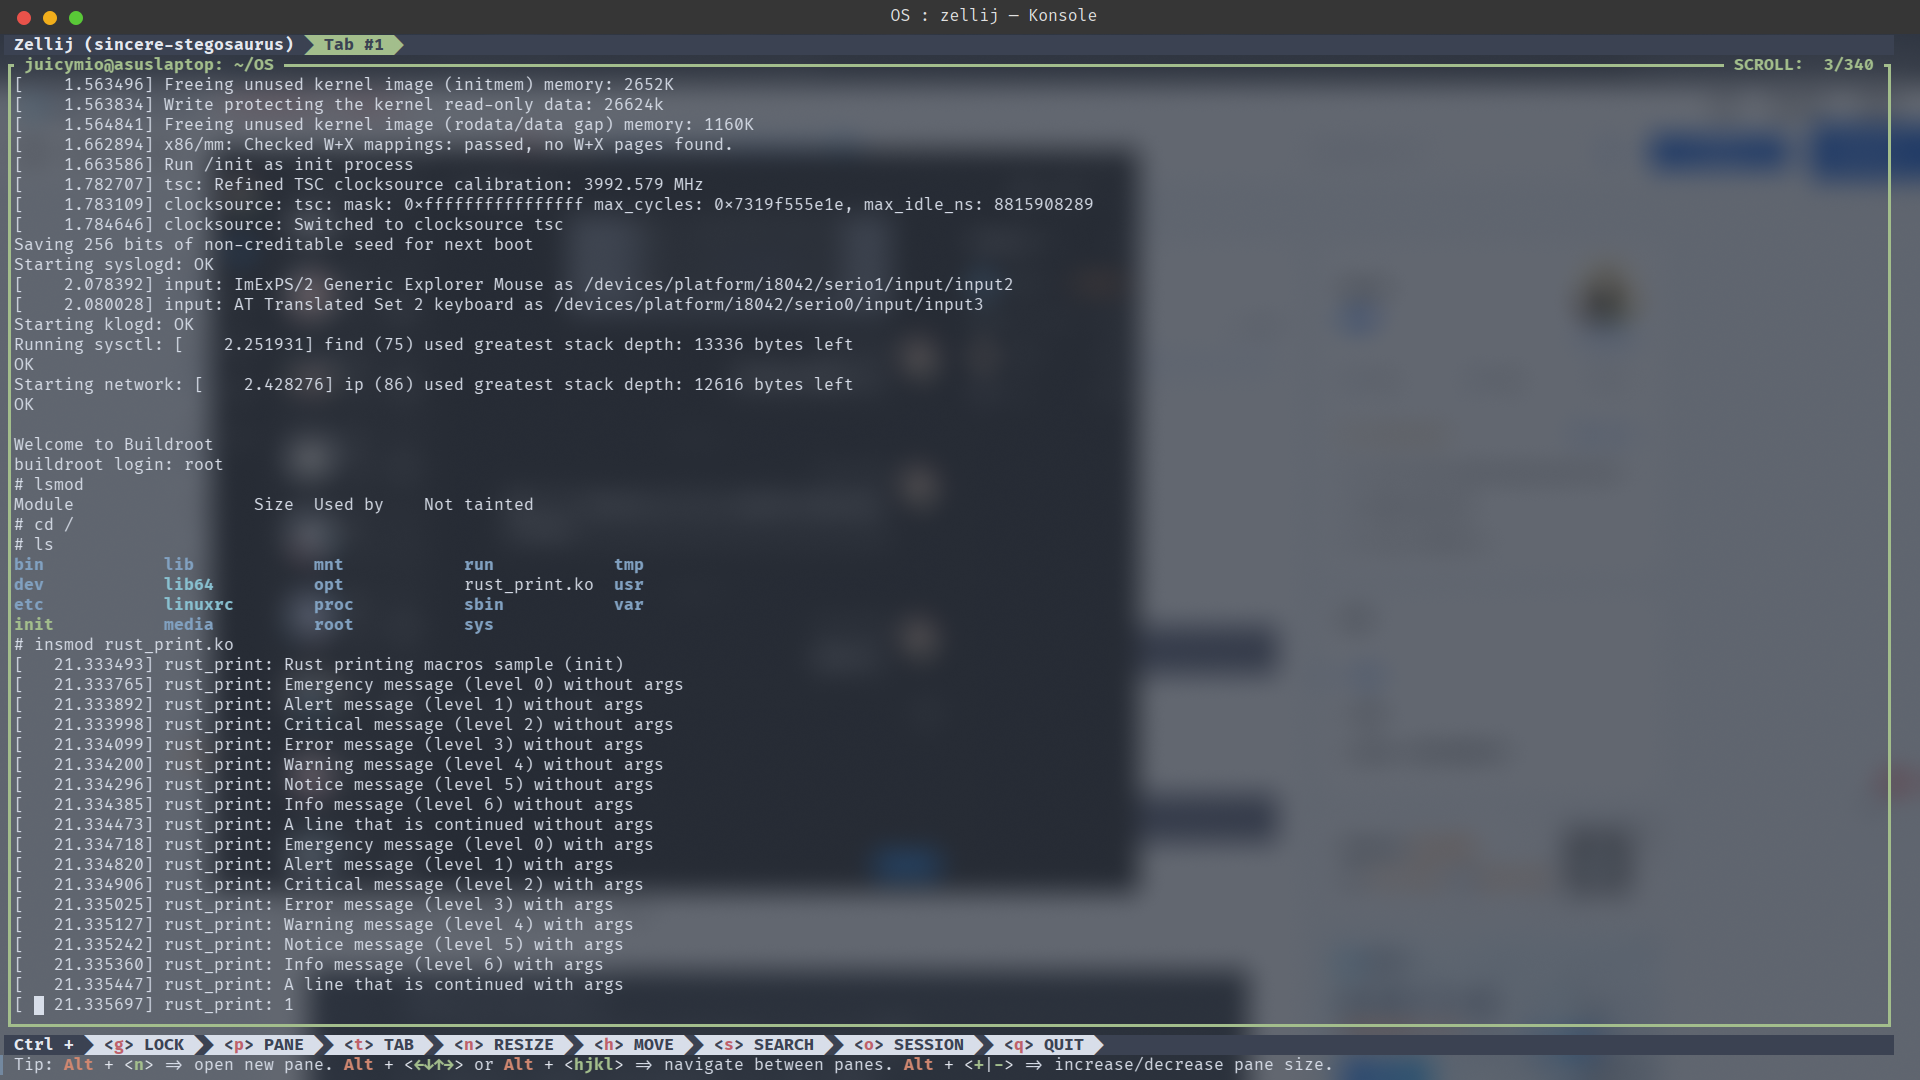 OS : zellij — Konsole
Zellij (sincere-stegosaurus)  Tab #1
juicymio@asuslaptop: ~/OS  SCROLL:  3/340
[    1.563496] Freeing unused kernel image (initmem) memory: 2652K
[    1.563834] Write protecting the kernel read-only data: 26624k
[    1.564841] Freeing unused kernel image (rodata/data gap) memory: 1160K
[    1.662894] x86/mm: Checked W+X mappings: passed, no W+X pages found.
[    1.663586] Run /init as init process
[    1.782707] tsc: Refined TSC clocksource calibration: 3992.579 MHz
[    1.783109] clocksource: tsc: mask: 0xffffffffffffffff max_cycles: 0x7319f555e1e, max_idle_ns: 8815908289
[    1.784646] clocksource: Switched to clocksource tsc
Saving 256 bits of non-creditable seed for next boot
Starting syslogd: OK
[    2.078392] input: ImExPS/2 Generic Explorer Mouse as /devices/platform/i8042/serio1/input/input2
[    2.080028] input: AT Translated Set 2 keyboard as /devices/platform/i8042/serio0/input/input3
Starting klogd: OK
Running sysctl: [    2.251931] find (75) used greatest stack depth: 13336 bytes left
OK
Starting network: [    2.428276] ip (86) used greatest stack depth: 12616 bytes left
OK
Welcome to Buildroot
buildroot login: root
# lsmod
Module                  Size  Used by    Not tainted
# cd /
# ls
bin            lib            mnt            run            tmp
dev            lib64          opt            rust_print.ko  usr
etc            linuxrc        proc           sbin           var
init           media          root           sys
# insmod rust_print.ko
[   21.333493] rust_print: Rust printing macros sample (init)
[   21.333765] rust_print: Emergency message (level 0) without args
[   21.333892] rust_print: Alert message (level 1) without args
[   21.333998] rust_print: Critical message (level 2) without args
[   21.334099] rust_print: Error message (level 3) without args
[   21.334200] rust_print: Warning message (level 4) without args
[   21.334296] rust_print: Notice message (level 5) without args
[   21.334385] rust_print: Info message (level 6) without args
[   21.334473] rust_print: A line that is continued without args
[   21.334718] rust_print: Emergency message (level 0) with args
[   21.334820] rust_print: Alert message (level 1) with args
[   21.334906] rust_print: Critical message (level 2) with args
[   21.335025] rust_print: Error message (level 3) with args
[   21.335127] rust_print: Warning message (level 4) with args
[   21.335242] rust_print: Notice message (level 5) with args
[   21.335360] rust_print: Info message (level 6) with args
[   21.335447] rust_print: A line that is continued with args
[   21.335697] rust_print: 1
Ctrl +  <g> LOCK  <p> PANE  <t> TAB  <n> RESIZE  <h> MOVE  <s> SEARCH  <o> SESSION  <q> QUIT
Tip: Alt + <n> => open new pane. Alt + <←↓↑→> or Alt + <hjkl> => navigate between panes. Alt + <+|-> => increase/decrease pane size.